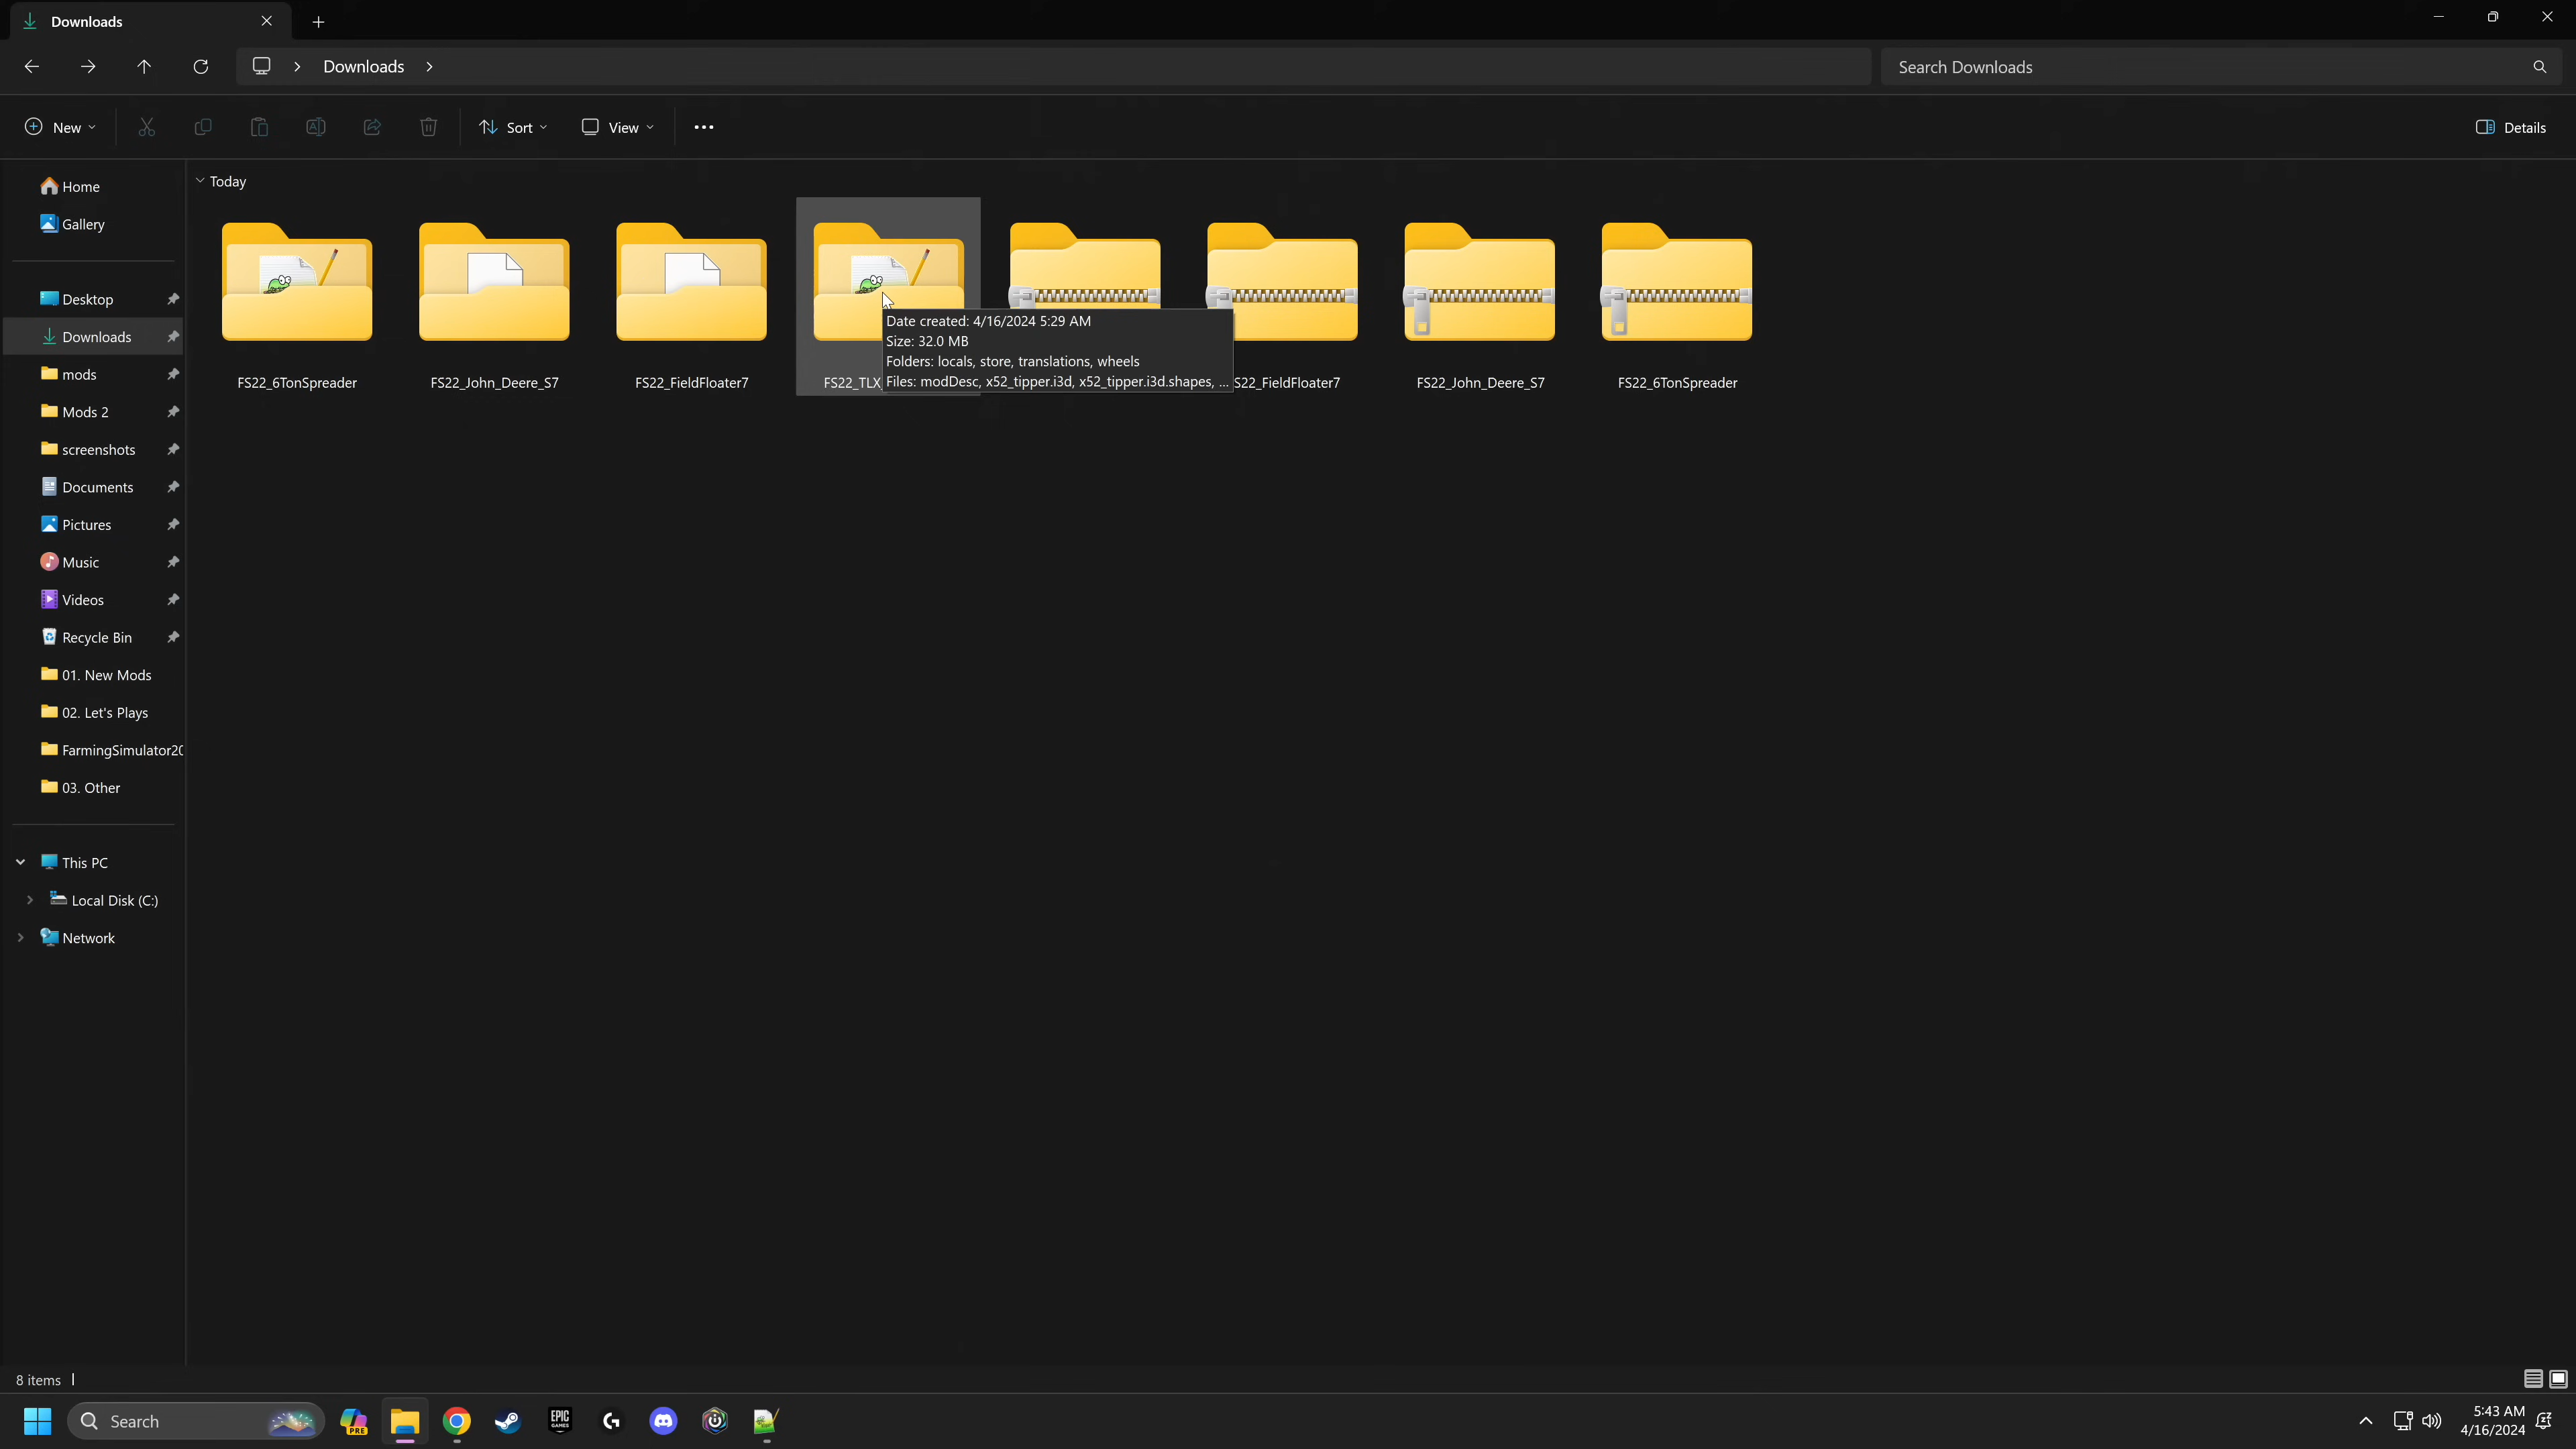 Downloads
Downloads
Search Downloads
New
Sort
View
Details
Home
Gallery
Desktop
Downloads
mods
Mods 2
screenshots
Documents
Pictures
Music
Videos
Recycle Bin
01. New Mods
02. Let's Plays
FarmingSimulator20
03. Other
This PC
Local Disk (C:)
Network
Today
FS22_6TonSpreader
FS22_John_Deere_S7
FS22_FieldFloater7
FS22_TLX
Date created: 4/16/2024 5:29 AM
Size: 32.0 MB
Folders: locals, store, translations, wheels
Files: modDesc, x52_tipper.i3d, x52_tipper.i3d.shapes, ...
S22_FieldFloater7
FS22_John_Deere_S7
FS22_6TonSpreader
8 items
Search
PRE
EPIC
GAMES
5:43 AM
4/16/2024